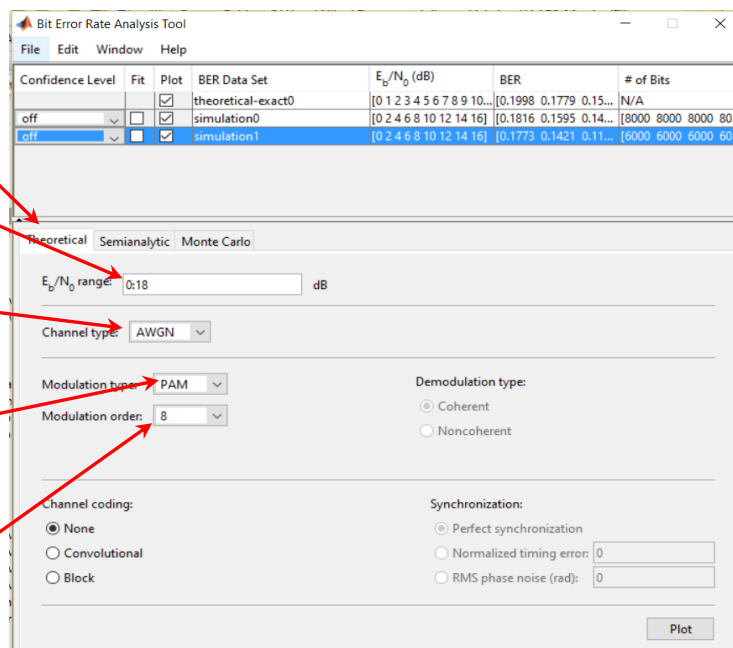 Bit Error Rate Analysis Tool
File Edit Window Help
Confidence Level Fit Plot BER Data Set Eb/N0 (dB) BER # of Bits
theoretical-exact0 [0 1 2 3 4 5 6 7 8 9 10... [0.1998 0.1779 0.15... N/A
off simulation0 [0 2 4 6 8 10 12 14 16] [0.1816 0.1595 0.14... [8000 8000 8000 80
off simulation1 [0 2 4 6 8 10 12 14 16] [0.1773 0.1421 0.11... [6000 6000 6000 60
Theoretical Semianalytic Monte Carlo
Eb/N0 range: 0:18 dB
Channel type: AWGN
Modulation type: PAM Demodulation type:
Modulation order: 8 Coherent
Noncoherent
Channel coding: Synchronization:
None Perfect synchronization
Convolutional Normalized timing error: 0
Block RMS phase noise (rad): 0
Plot